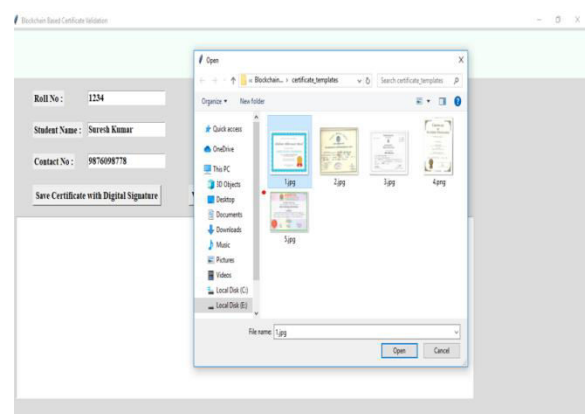 Blockchain Based Certificate Validation
Open
« Blockchain... › certificate_templates
Search certificate_templates
Organize
New folder
Roll No :
1234
Student Name :
Suresh Kumar
Contact No :
9876098778
Save Certificate with Digital Signature
Quick access
OneDrive
This PC
3D Objects
Desktop
Documents
Downloads
Music
Pictures
Videos
Local Disk (C:)
Local Disk (E:)
1.jpg
2.jpg
3.jpg
4.png
5.jpg
File name:
1.jpg
Open
Cancel